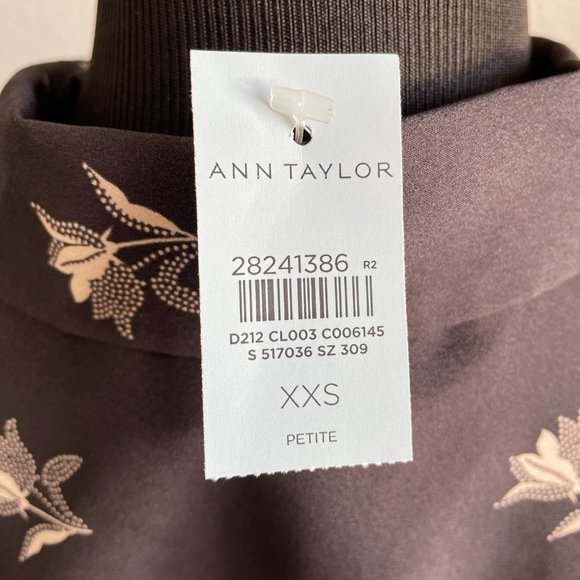 ANN TAYLOR
28241386 R2
D212 CL003 C006145
S 517036 SZ 309
XXS
PETITE